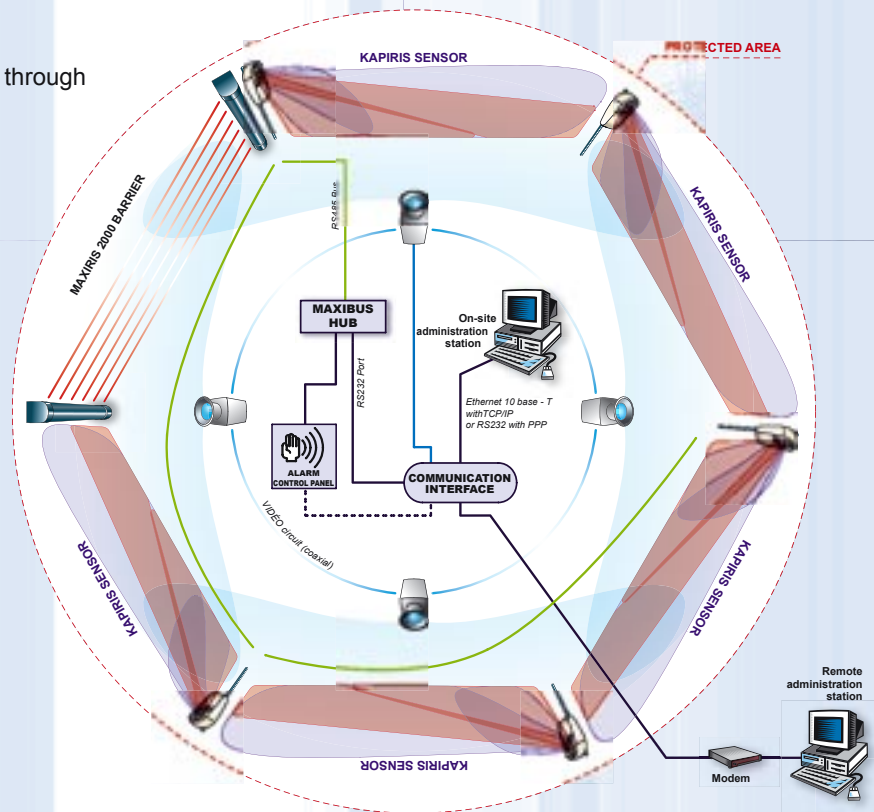 through
KAPIRIS SENSOR
PROTECTED AREA
KAPIRIS SENSOR
MAXIRIS 2000 BARRIER
RS485 Bus
MAXIBUS
HUB
On-site
administration
station
RS232 Port
Ethernet 10 base - T
withTCP/IP
or RS232 with PPP
ALARM
CONTROL PANEL
COMMUNICATION
INTERFACE
VIDÉO circuit (coaxial)
KAPIRIS SENSOR
KAPIRIS SENSOR
KAPIRIS SENSOR
Remote
administration
station
Modem